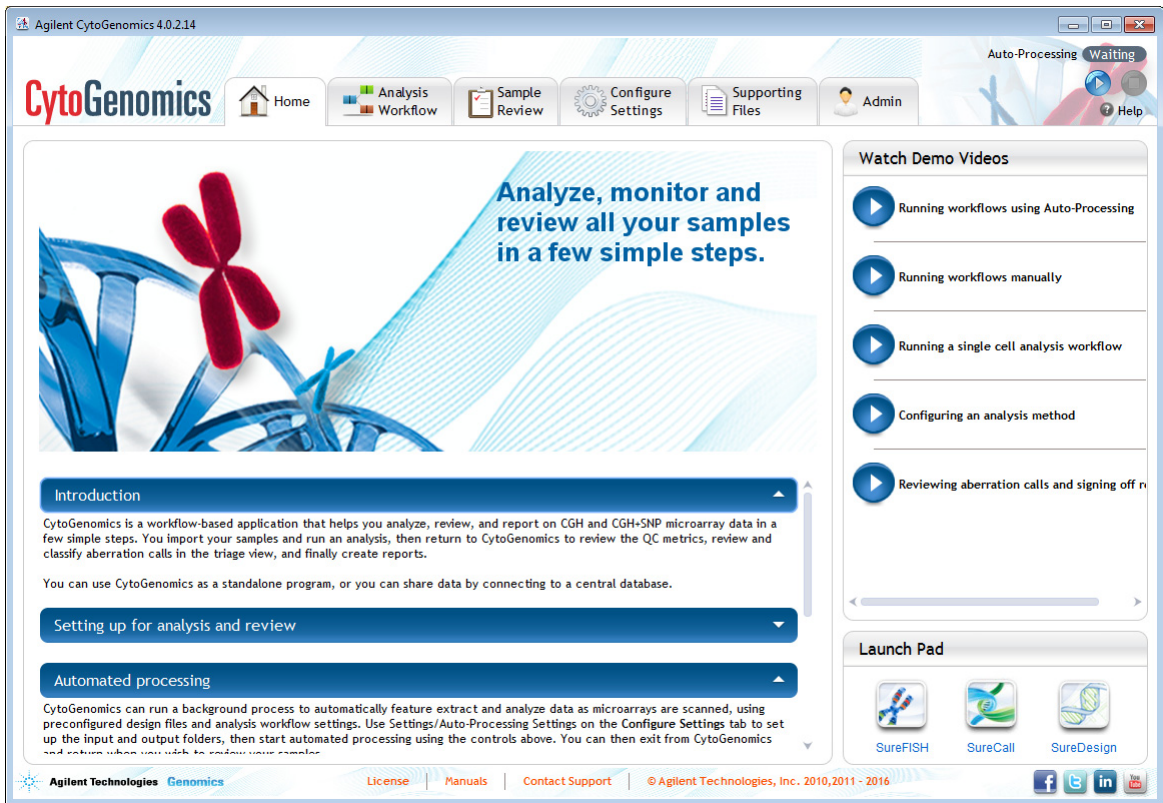 Agilent CytoGenomics 4.0.2.14
Auto-Processing Waiting
CytoGenomics
Home
Analysis
Workflow
Sample
Review
Configure
Settings
Supporting
Files
Admin
Help
Analyze, monitor and
review all your samples
in a few simple steps.
Introduction
CytoGenomics is a workflow-based application that helps you analyze, review, and report on CGH and CGH+SNP microarray data in a
few simple steps. You import your samples and run an analysis, then return to CytoGenomics to review the QC metrics, review and
classify aberration calls in the triage view, and finally create reports.
You can use CytoGenomics as a standalone program, or you can share data by connecting to a central database.
Setting up for analysis and review
Automated processing
CytoGenomics can run a background process to automatically feature extract and analyze data as microarrays are scanned, using
preconfigured design files and analysis workflow settings. Use Settings/Auto-Processing Settings on the Configure Settings tab to set
up the input and output folders, then start automated processing using the controls above. You can then exit from CytoGenomics
and return when you wish to review your samples.
Watch Demo Videos
Running workflows using Auto-Processing
Running workflows manually
Running a single cell analysis workflow
Configuring an analysis method
Reviewing aberration calls and signing off
Launch Pad
SureFISH
SureCall
SureDesign
Agilent Technologies Genomics
License
Manuals
Contact Support
© Agilent Technologies, Inc. 2010,2011 - 2016
You